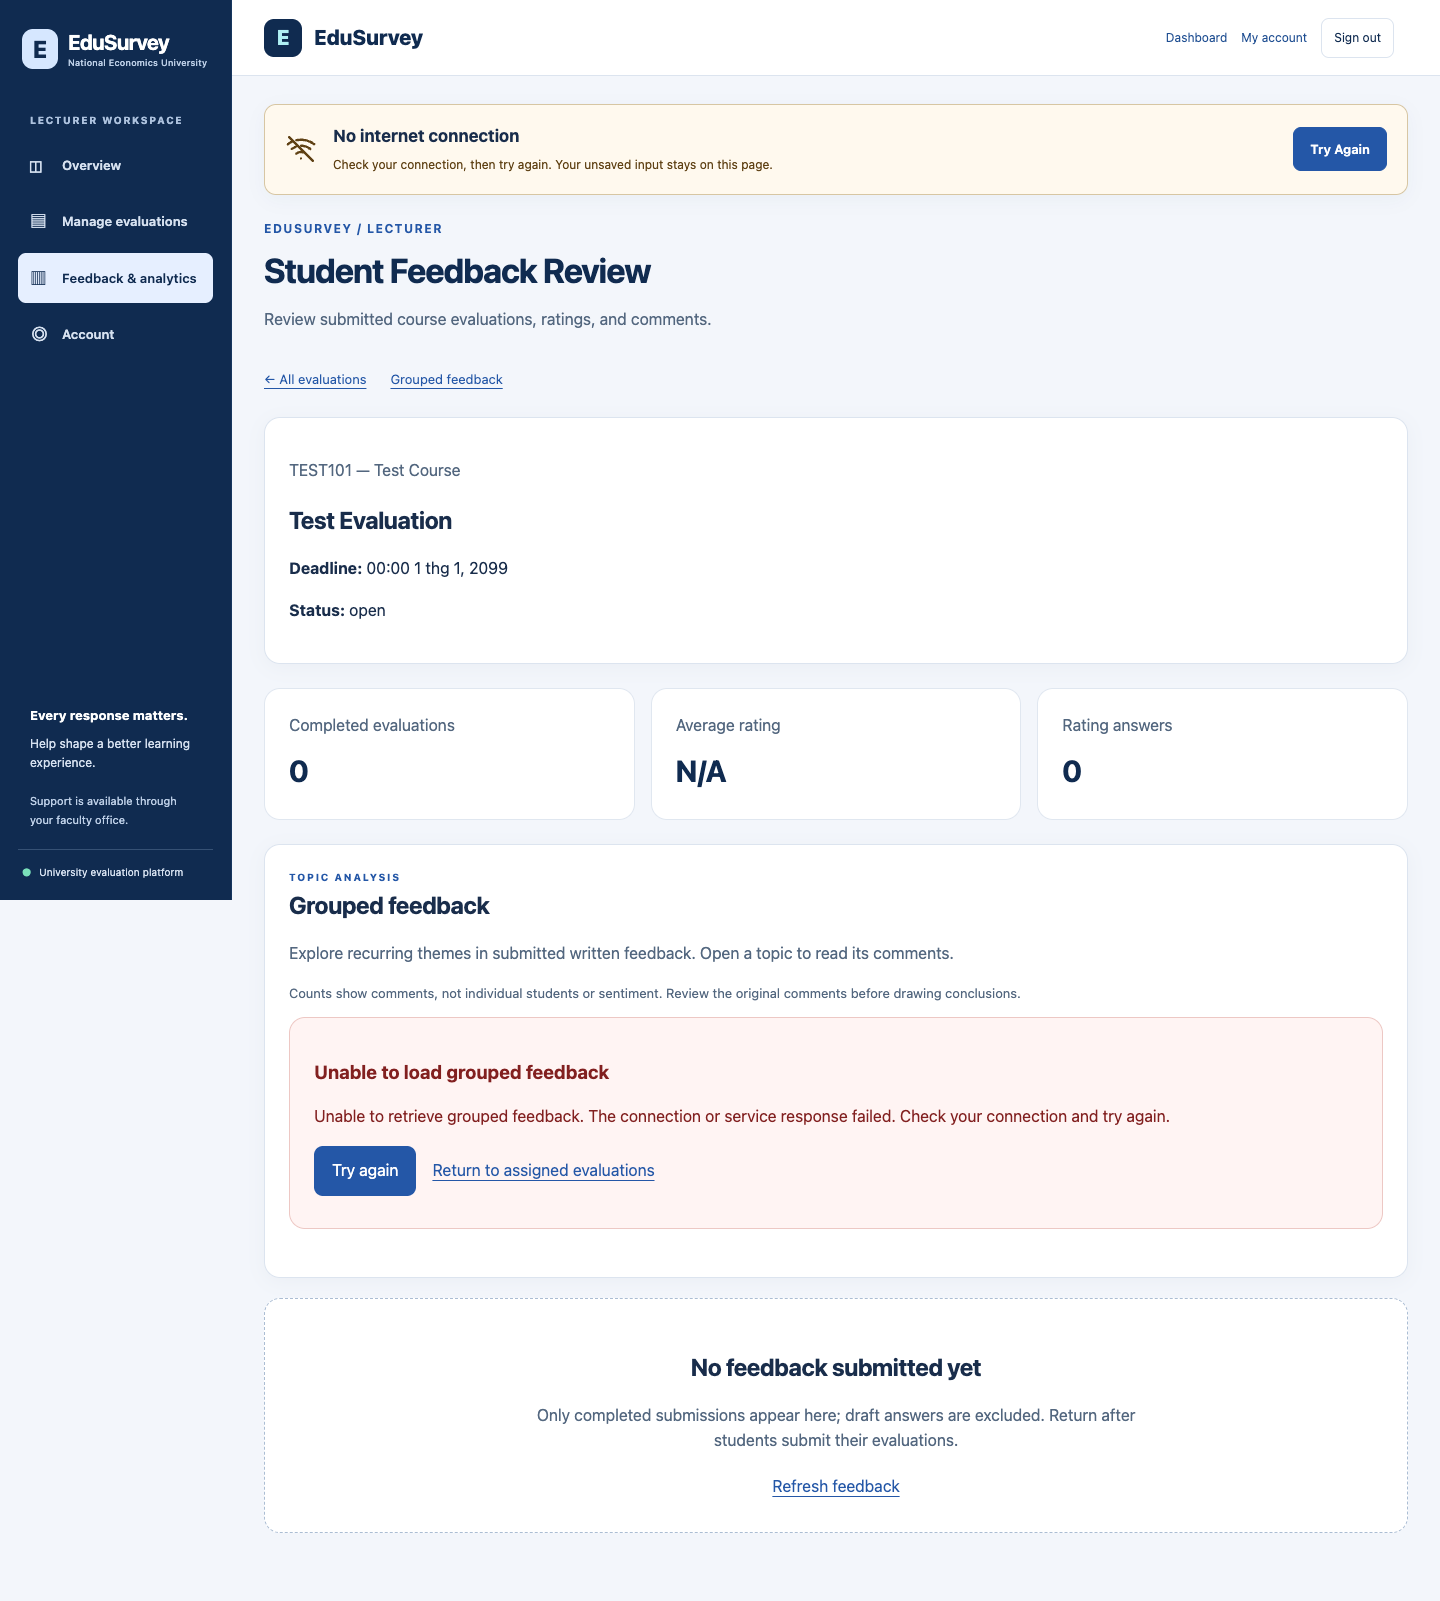 E
EduSurvey
National Economics University
LECTURER WORKSPACE
Overview
Manage evaluations
Feedback & analytics
Account
Every response matters.
Help shape a better learning
experience.
Support is available through
your faculty office.
University evaluation platform
E
EduSurvey
Dashboard
My account
Sign out
No internet connection
Check your connection, then try again. Your unsaved input stays on this page.
Try Again
EDUSURVEY / LECTURER
Student Feedback Review
Review submitted course evaluations, ratings, and comments.
← All evaluations
Grouped feedback
TEST101 — Test Course
Test Evaluation
Deadline: 00:00 1 thg 1, 2099
Status: open
Completed evaluations
0
Average rating
N/A
Rating answers
0
TOPIC ANALYSIS
Grouped feedback
Explore recurring themes in submitted written feedback. Open a topic to read its comments.
Counts show comments, not individual students or sentiment. Review the original comments before drawing conclusions.
Unable to load grouped feedback
Unable to retrieve grouped feedback. The connection or service response failed. Check your connection and try again.
Try again
Return to assigned evaluations
No feedback submitted yet
Only completed submissions appear here; draft answers are excluded. Return after
students submit their evaluations.
Refresh feedback